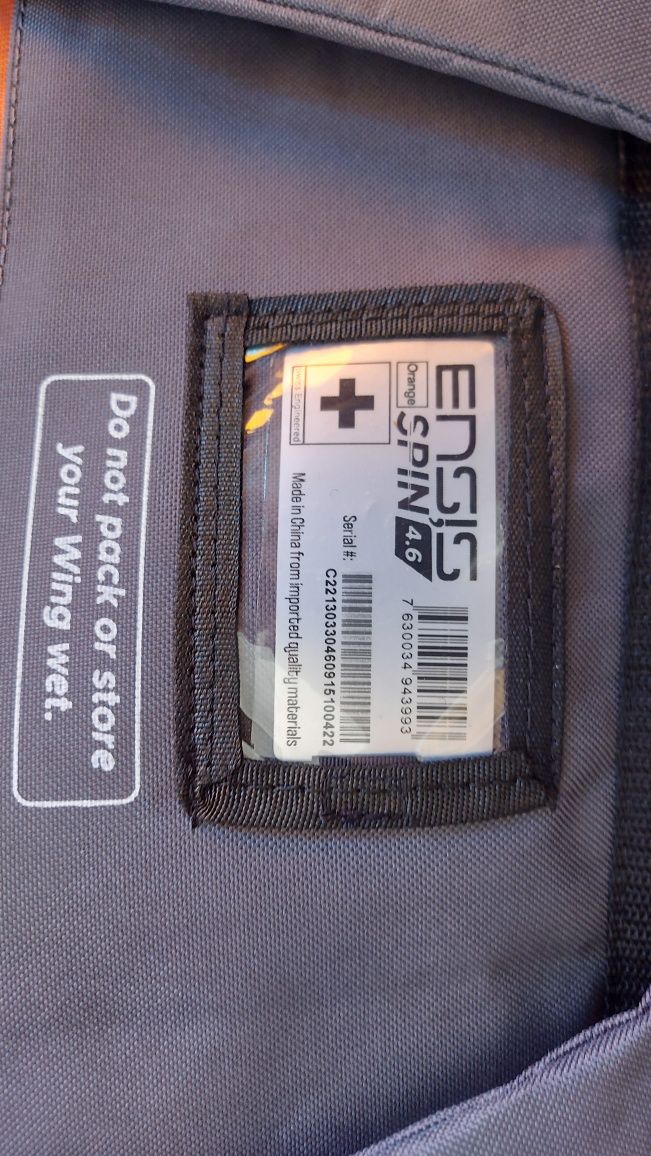 ENSIS
Orange
SPIN 4.6
7 630034 943993
Swiss Engineered
Serial #:
C22130330460915100422
Made in China from imported quality materials
Do not pack or store
your Wing wet.